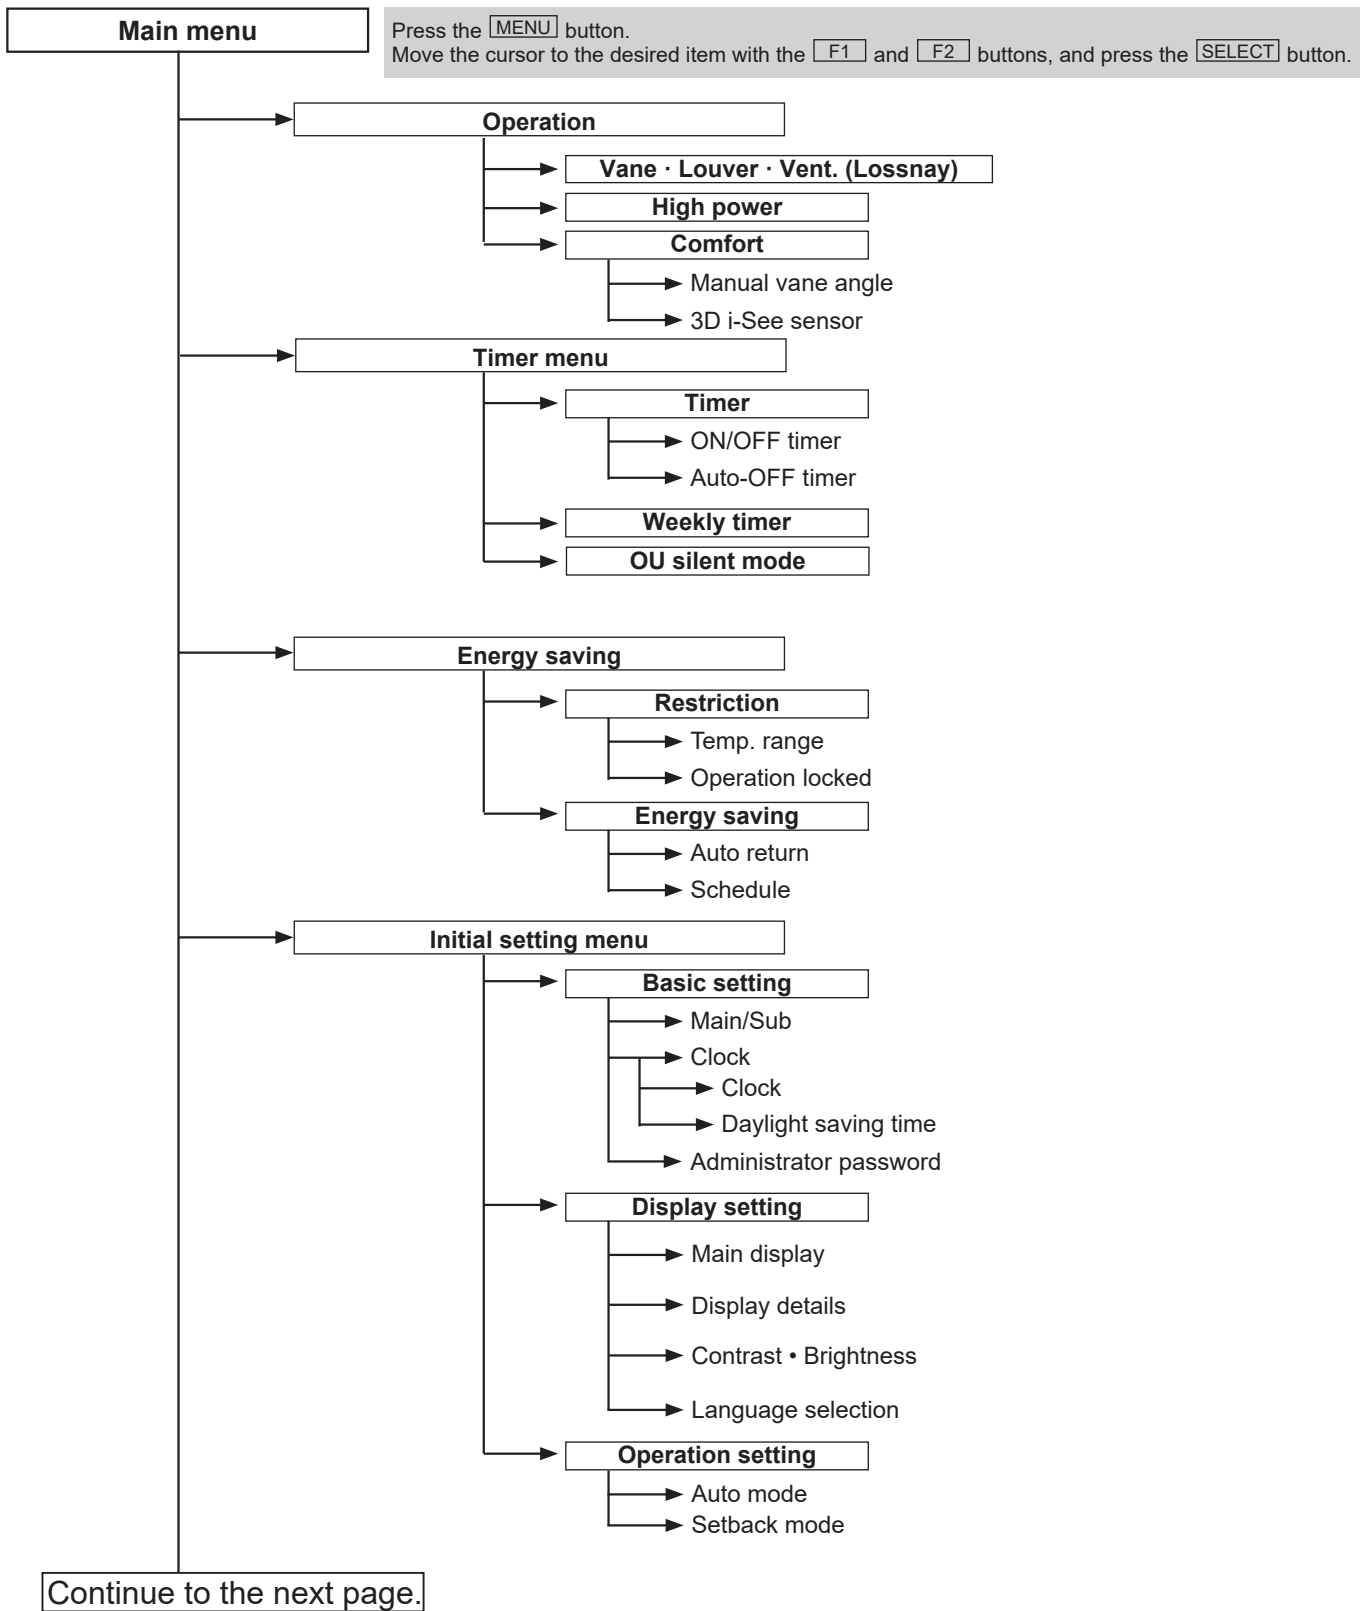 Main menu
Press the MENU button.
Move the cursor to the desired item with the F1 and F2 buttons, and press the SELECT button.
Operation
Vane · Louver · Vent. (Lossnay)
High power
Comfort
Manual vane angle
3D i-See sensor
Timer menu
Timer
ON/OFF timer
Auto-OFF timer
Weekly timer
OU silent mode
Energy saving
Restriction
Temp. range
Operation locked
Energy saving
Auto return
Schedule
Initial setting menu
Basic setting
Main/Sub
Clock
Clock
Daylight saving time
Administrator password
Display setting
Main display
Display details
Contrast • Brightness
Language selection
Operation setting
Auto mode
Setback mode
Continue to the next page.